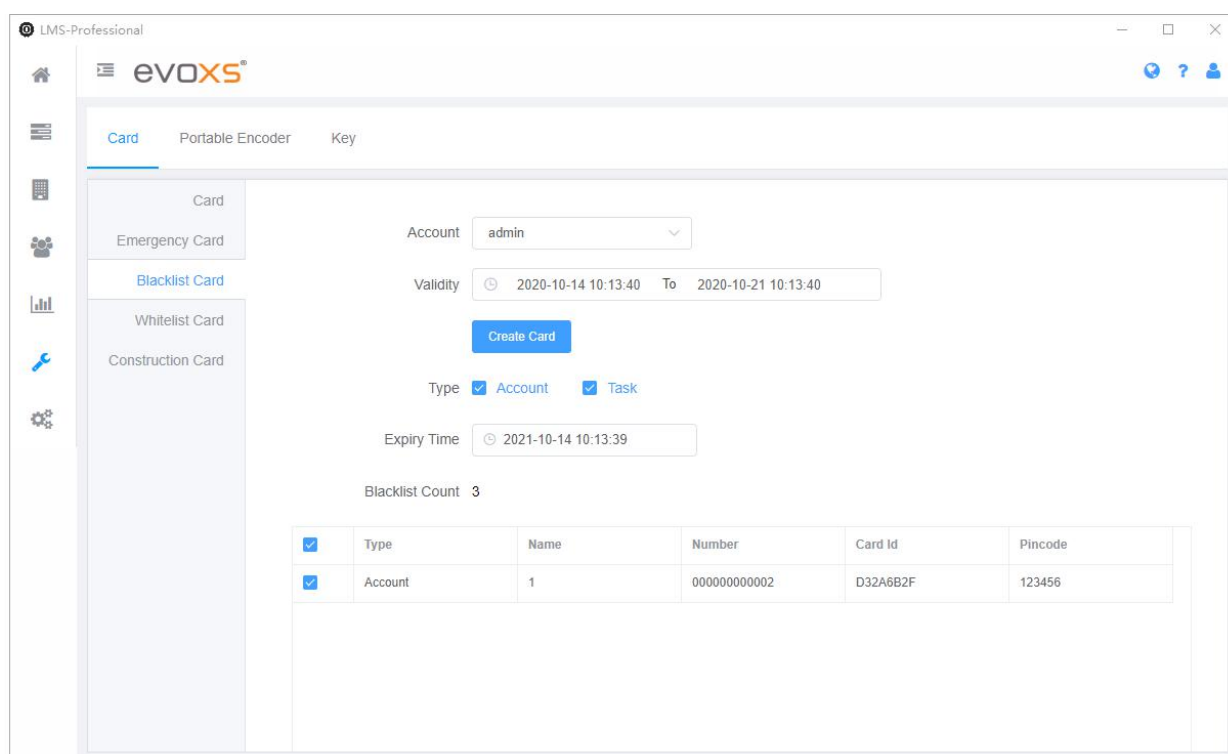 LMS-Professional
evoxs®
?
Card Portable Encoder Key
Card
Emergency Card
Blacklist Card
Whitelist Card
Construction Card
Account admin
Validity 2020-10-14 10:13:40 To 2020-10-21 10:13:40
Create Card
Type Account Task
Expiry Time 2021-10-14 10:13:39
Blacklist Count 3
Type Name Number Card Id Pincode
Account 1 000000000002 D32A6B2F 123456